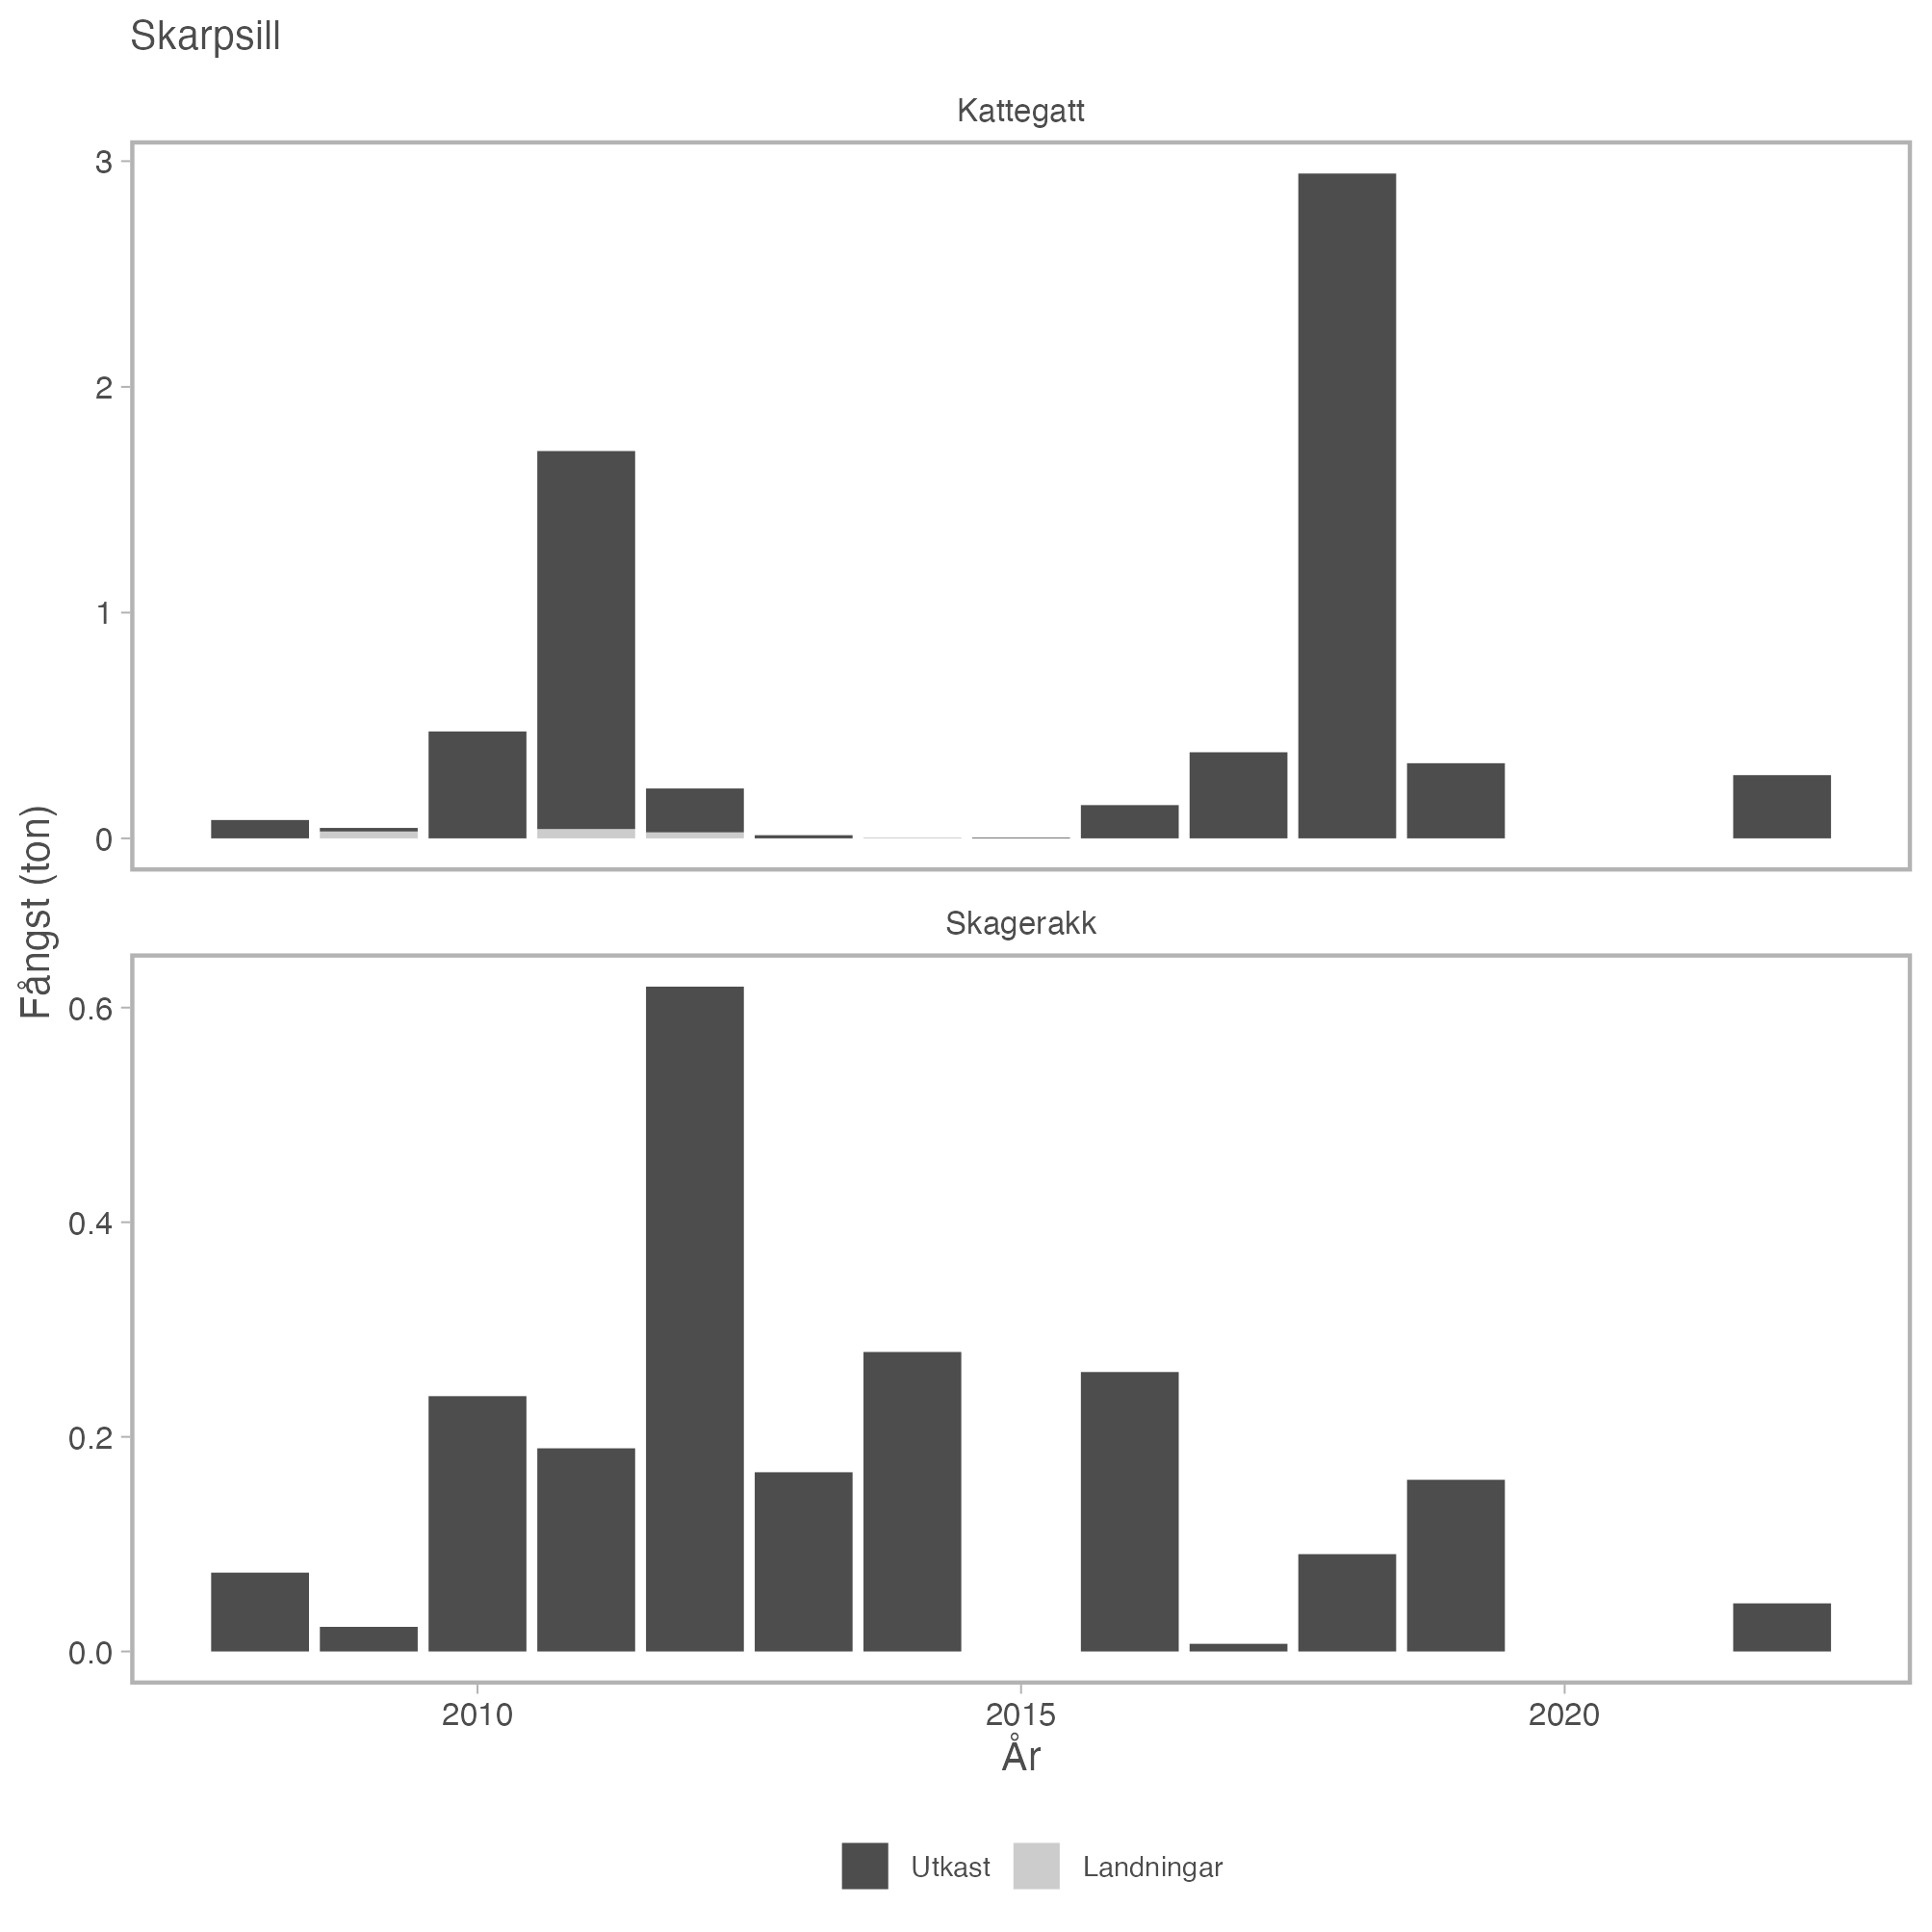 Skarpsill
Kattegatt
3
2
1
0
Fångst (ton)
Skagerakk
0.6
0.4
0.2
0.0
2010 2015 2020
År
Utkast Landningar